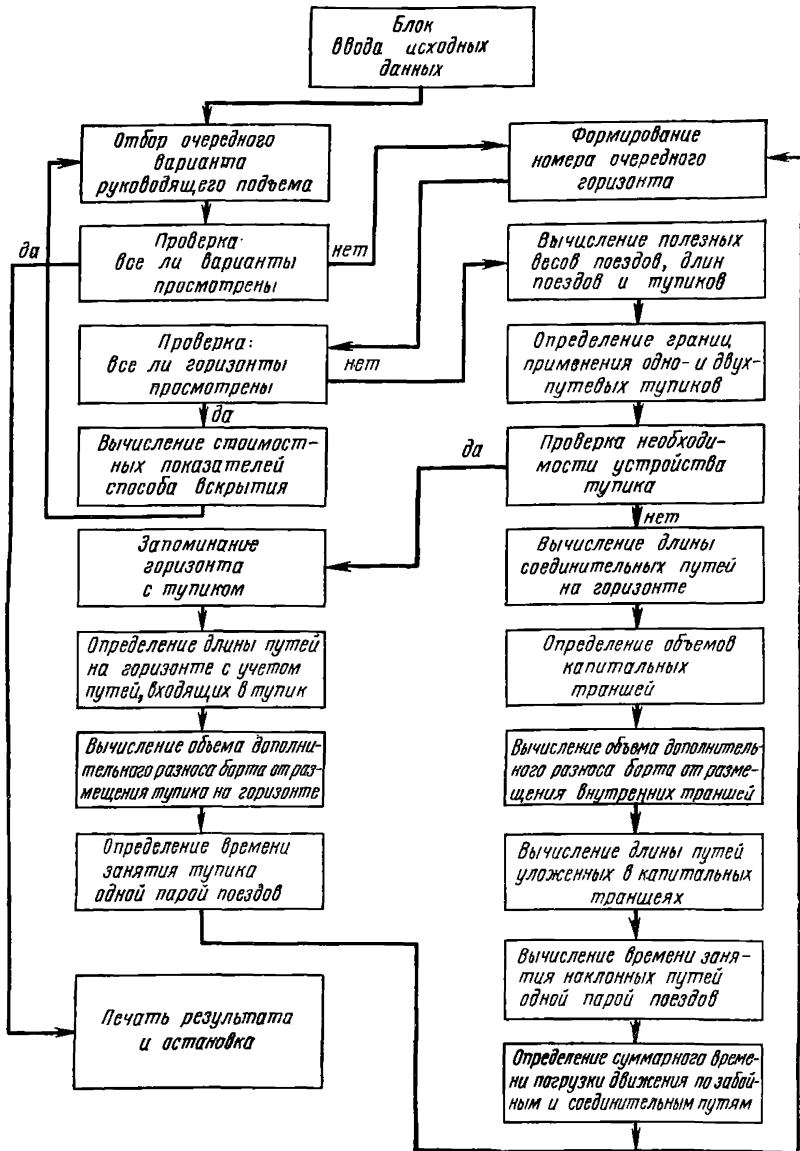 Блок
ввода исходных
данных
Отбор очередного
варианта
руководящего подъема
Формирование
номера очередного
горизонта
да
Проверка:
все ли варианты
просмотрены
нет
Вычисление полезных
весов поездов, длин
поездов и тупиков
Проверка:
все ли горизонты
просмотрены
нет
Определение границ
применения одно- и двух-
путевых тупиков
да
Вычисление стоимост-
ных показателей
способа вскрытия
да
Проверка необходи-
мости устройства
тупика
нет
Запоминание
горизонта
с тупиком
Вычисление длины
соединительных путей
на горизонте
Определение длины путей
на горизонте с учетом
путей, входящих в тупик
Определение объемов
капитальных
траншей
Вычисление объема дополни-
тельного разноса борта от раз-
мещения тупика на горизонте
Вычисление объема дополнитель-
ного разноса борта от разме-
щения внутренних траншей
Определение времени
занятия тупика
одной парой поездов
Вычисление длины путей
уложенных в капитальных
траншеях
Вычисление времени заня-
тия наклонных путей
одной парой поездов
Печать результата
и остановка
Определение суммарного време-
ни погрузки движения по забой-
ным и соединительным путям